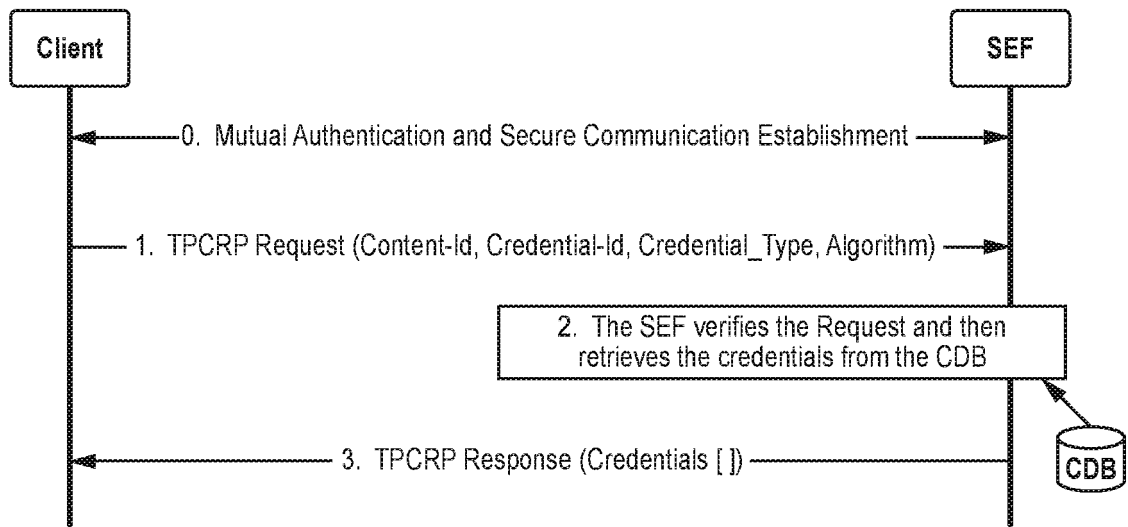 Client
SEF
0. Mutual Authentication and Secure Communication Establishment
1. TPCRP Request (Content-Id, Credential-Id, Credential_Type, Algorithm)
2. The SEF verifies the Request and then
retrieves the credentials from the CDB
3. TPCRP Response (Credentials [ ])
CDB